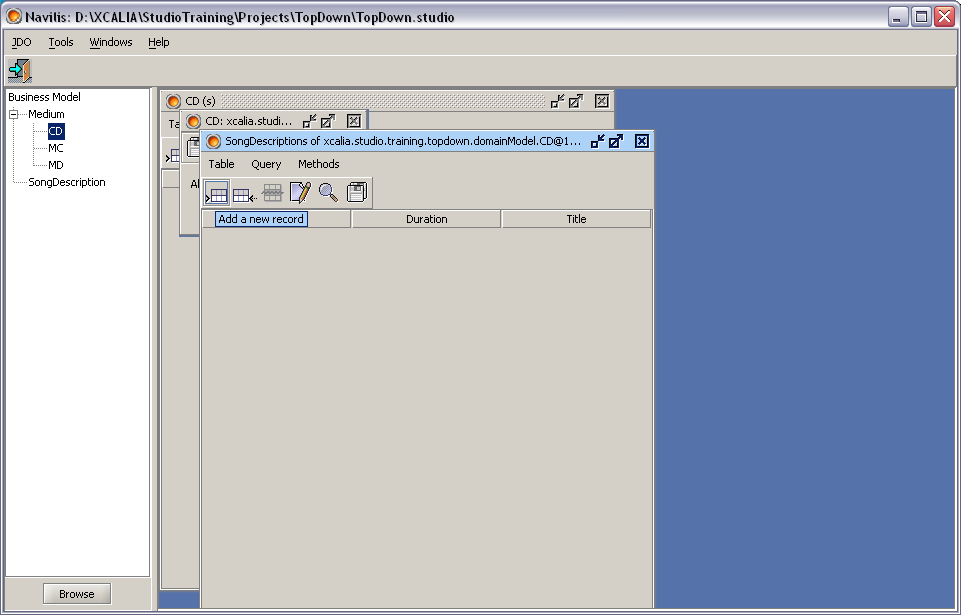 Navilis: D:\XCALIA\StudioTraining\Projects\TopDown\TopDown.studio
JDO Tools Windows Help
Business Model
Medium
CD
MC
MD
SongDescription
Browse
CD (s)
Ta
CD: xcalia.studi...
Al
SongDescriptions of xcalia.studio.training.topdown.domainModel.CD@1...
Table Query Methods
Add a new record Duration Title